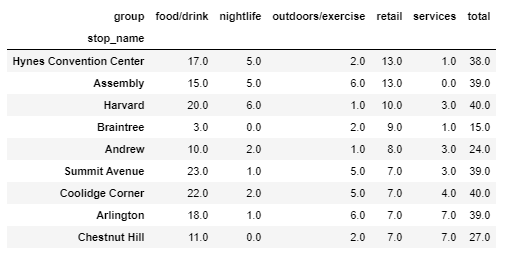 group food/drink nightlife outdoors/exercise retail services total
stop_name
Hynes Convention Center 17.0 5.0 2.0 13.0 1.0 38.0
Assembly 15.0 5.0 6.0 13.0 0.0 39.0
Harvard 20.0 6.0 1.0 10.0 3.0 40.0
Braintree 3.0 0.0 2.0 9.0 1.0 15.0
Andrew 10.0 2.0 1.0 8.0 3.0 24.0
Summit Avenue 23.0 1.0 5.0 7.0 3.0 39.0
Coolidge Corner 22.0 2.0 5.0 7.0 4.0 40.0
Arlington 18.0 1.0 6.0 7.0 7.0 39.0
Chestnut Hill 11.0 0.0 2.0 7.0 7.0 27.0